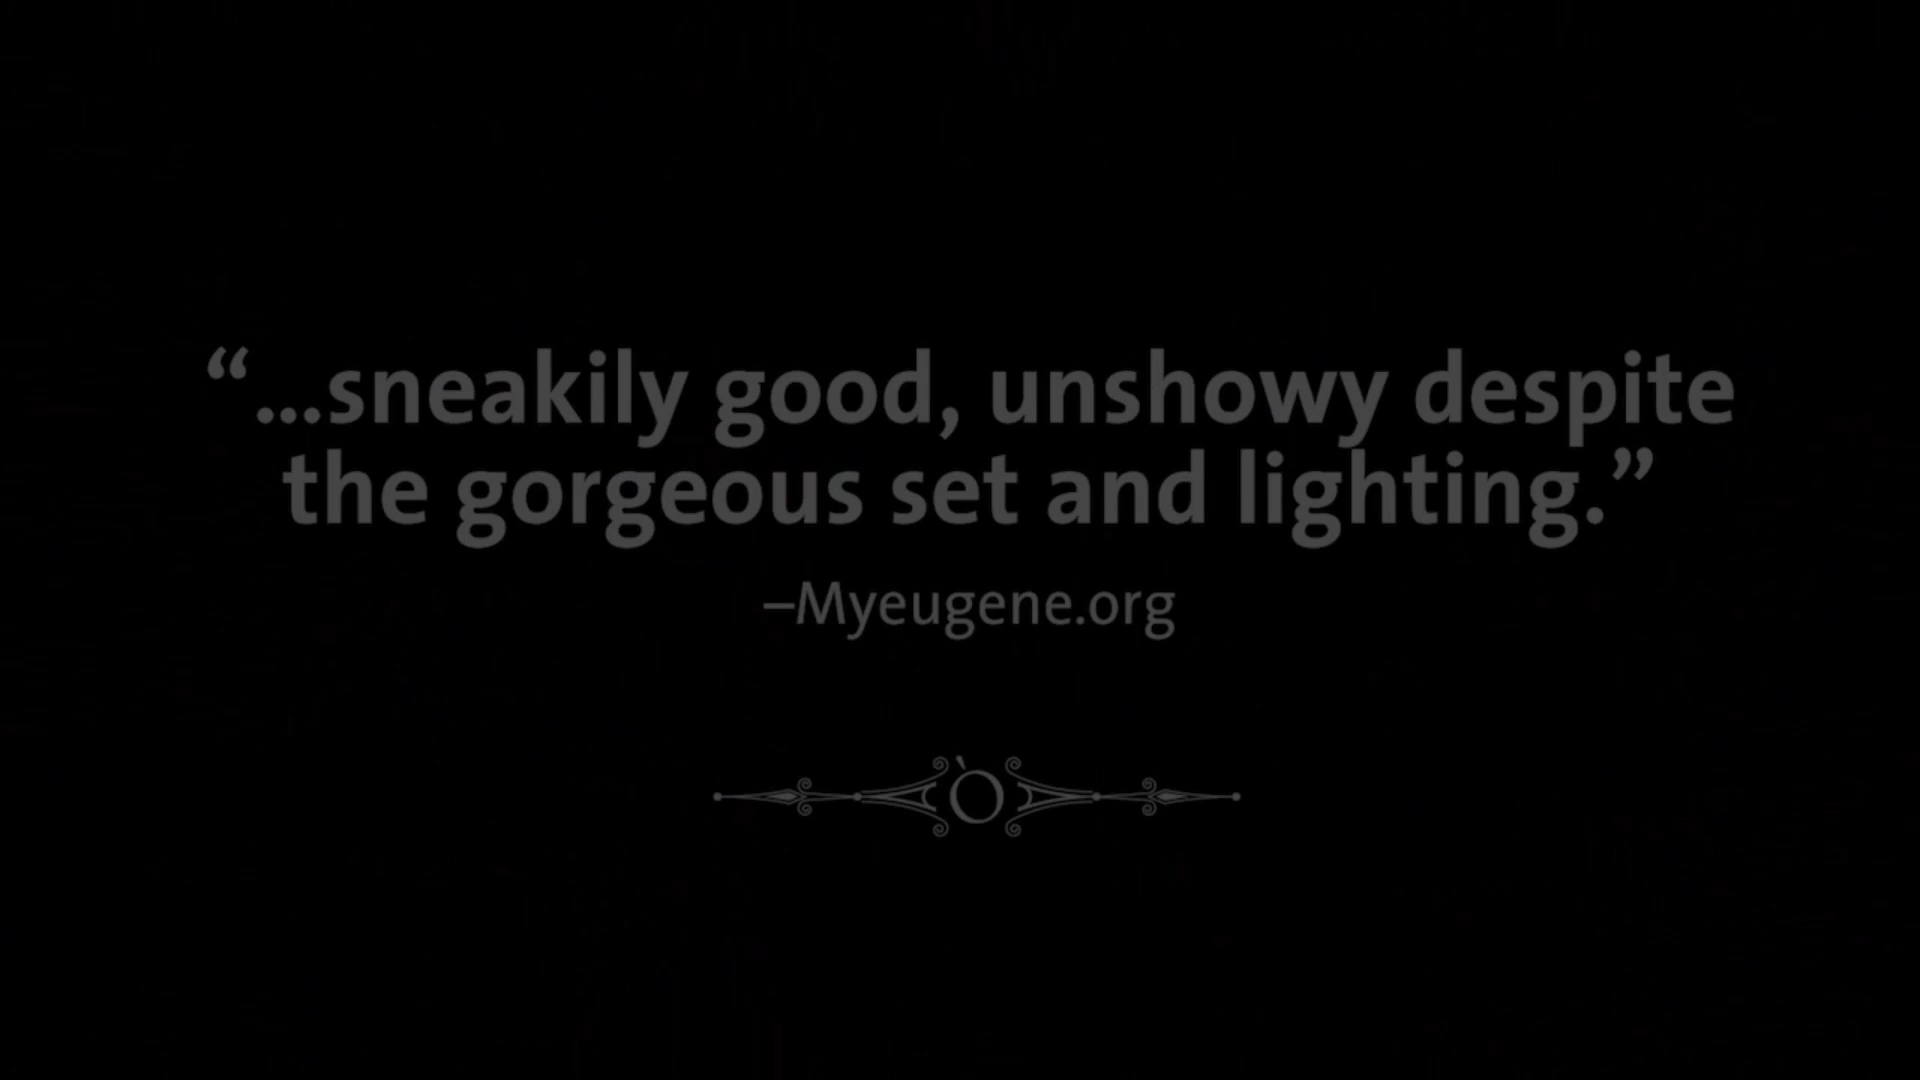 “...sneakily good, unshowy despite
the gorgeous set and lighting.”
–Myeugene.org
Ò